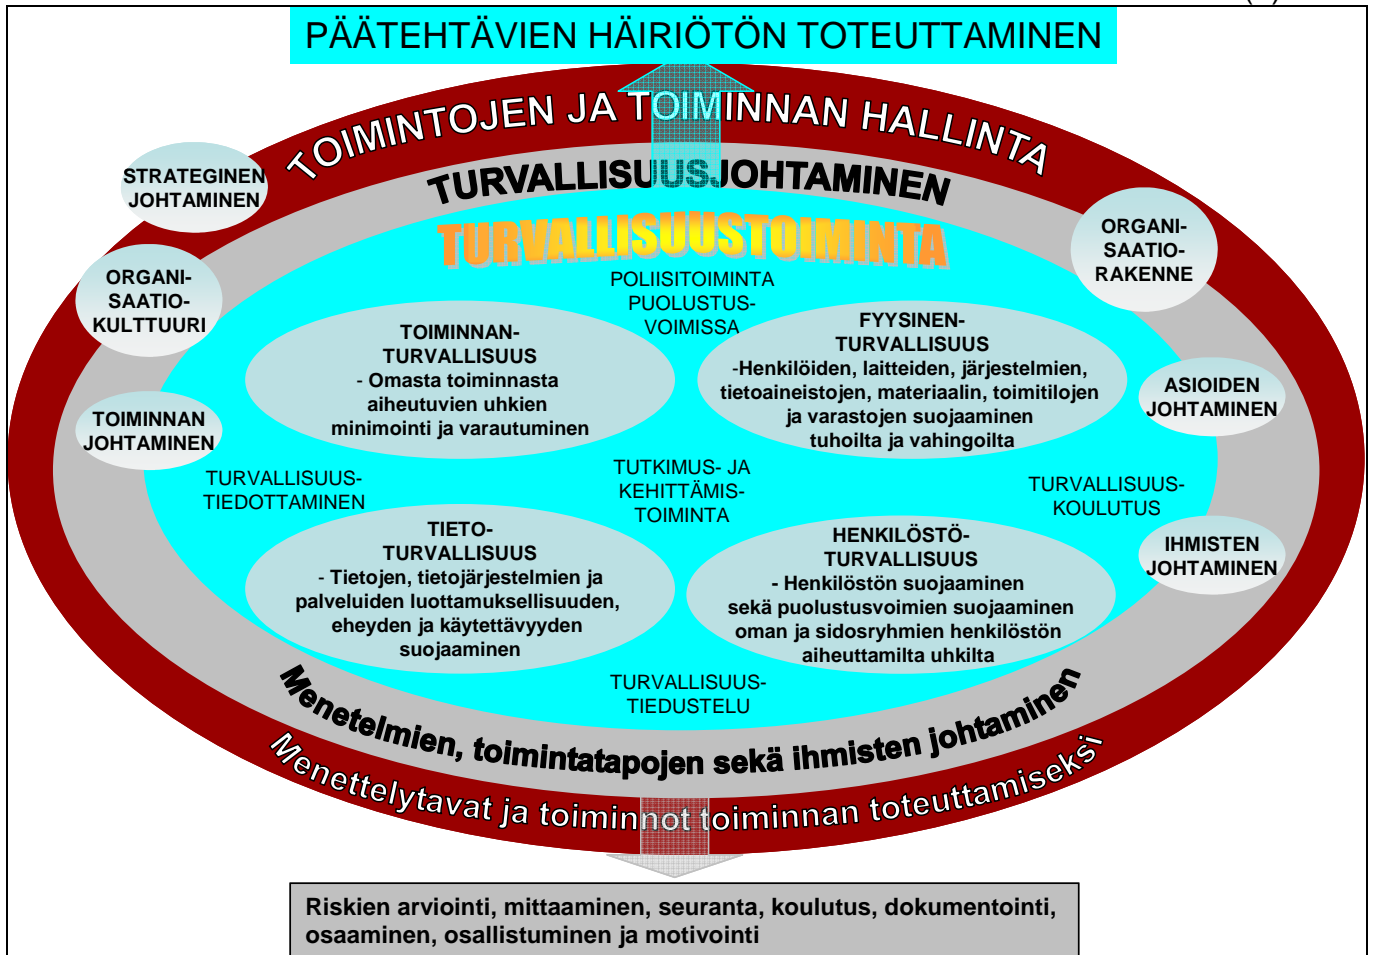 PÄÄTEHTÄVIEN HÄIRIÖTÖN TOTEUTTAMINEN
TOIMINTOJEN JA TOIMINNAN HALLINTA
TURVALLISUUSJOHTAMINEN
TURVALLISUUSTOIMINTA
STRATEGINEN
JOHTAMINEN
ORGANI-
SAATIO-
KULTTUURI
TOIMINNAN
JOHTAMINEN
ORGANI-
SAATIO-
RAKENNE
ASIOIDEN
JOHTAMINEN
IHMISTEN
JOHTAMINEN
POLIISITOIMINTA
PUOLUSTUS-
VOIMISSA
TOIMINNAN-
TURVALLISUUS
- Omasta toiminnasta
aiheutuvien uhkien
minimointi ja varautuminen
FYYSINEN-
TURVALLISUUS
-Henkilöiden, laitteiden, järjestelmien,
tietoaineistojen, materiaalin, toimitilojen
ja varastojen suojaaminen
tuhoilta ja vahingoilta
TURVALLISUUS-
TIEDOTTAMINEN
TUTKIMUS- JA
KEHITTÄMIS-
TOIMINTA
TURVALLISUUS-
KOULUTUS
TIETO-
TURVALLISUUS
- Tietojen, tietojärjestelmien ja
palveluiden luottamuksellisuuden,
eheyden ja käytettävyyden
suojaaminen
HENKILÖSTÖ-
TURVALLISUUS
- Henkilöstön suojaaminen
sekä puolustusvoimien suojaaminen
oman ja sidosryhmien henkilöstön
aiheuttamilta uhkilta
TURVALLISUUS-
TIEDUSTELU
Menetelmien, toimintatapojen sekä ihmisten johtaminen
Menettelytavat ja toiminnot toiminnan toteuttamiseksi
Riskien arviointi, mittaaminen, seuranta, koulutus, dokumentointi,
osaaminen, osallistuminen ja motivointi